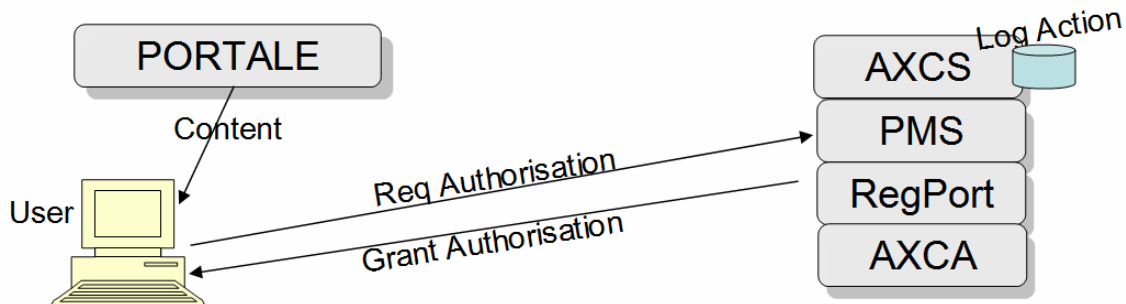 PORTALE
Log Action
AXCS
Content
PMS
Req Authorisation
RegPort
User
Grant Authorisation
AXCA